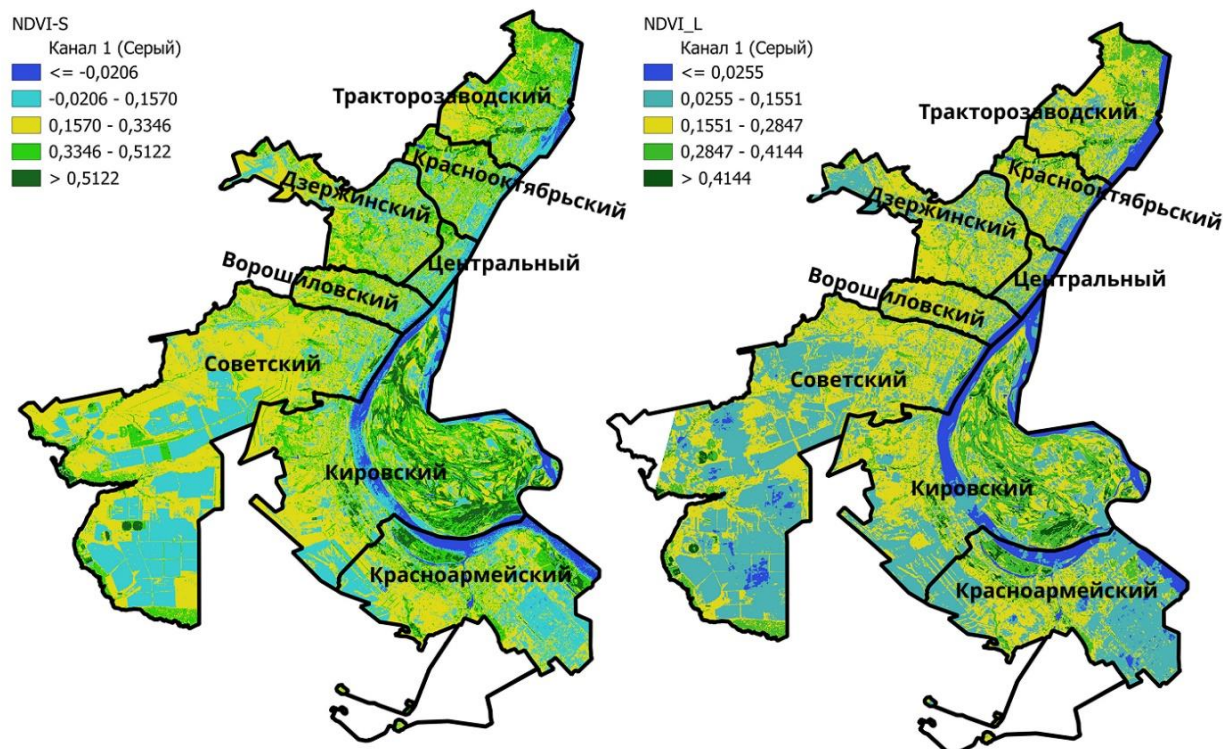 NDVI-S
Канал 1 (Серый)
<= -0,0206
-0,0206 - 0,1570
0,1570 - 0,3346
0,3346 - 0,5122
> 0,5122
Тракторозаводский
Краснооктябрьский
Дзержинский
Центральный
Ворошиловский
Советский
Кировский
Красноармейский
NDVI_L
Канал 1 (Серый)
<= 0,0255
0,0255 - 0,1551
0,1551 - 0,2847
0,2847 - 0,4144
> 0,4144
Тракторозаводский
Краснооктябрьский
Дзержинский
Центральный
Ворошиловский
Советский
Кировский
Красноармейский